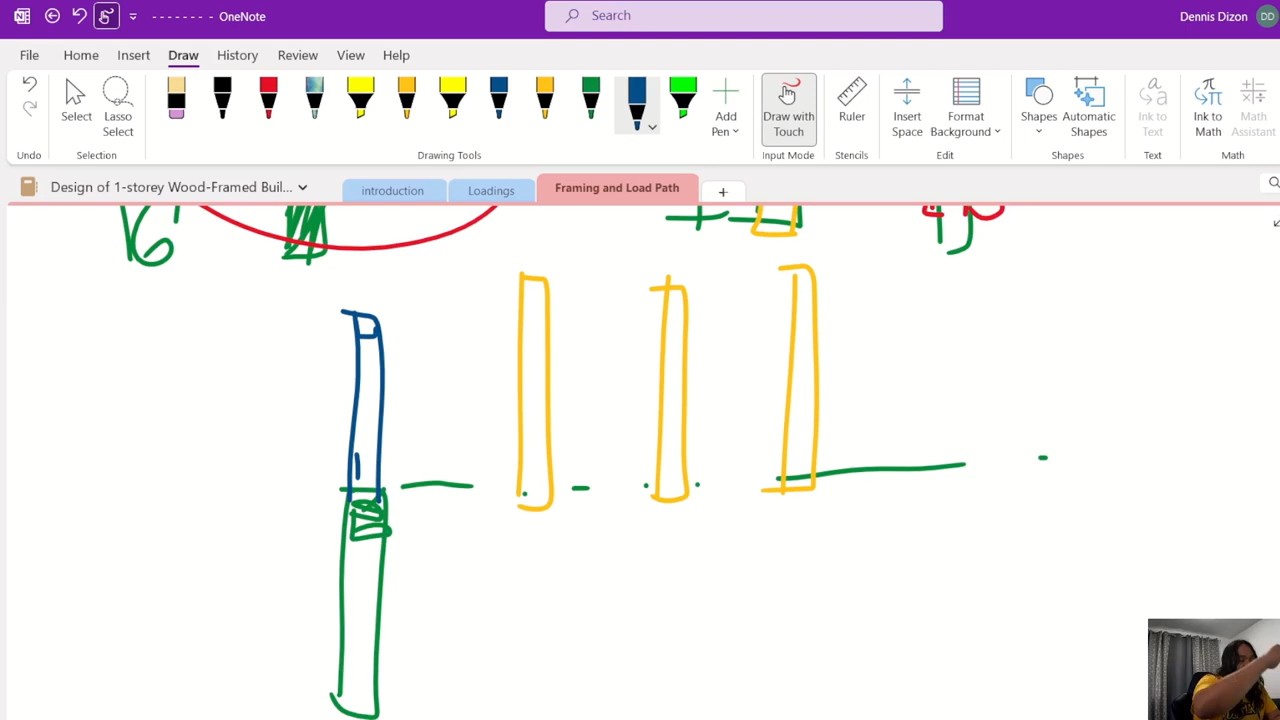 - - - - - - - OneNote
Search
Dennis Dizon
DD
File Home Insert Draw History Review View Help
Undo
Select
Lasso Select
Selection
Drawing Tools
Add Pen
Draw with Touch
Input Mode
Ruler
Stencils
Insert Space
Format Background
Edit
Shapes
Automatic Shapes
Shapes
Ink to Text
Text
Ink to Math
Math Assistant
Math
Design of 1-storey Wood-Framed Buil...
introduction
Loadings
Framing and Load Path
+